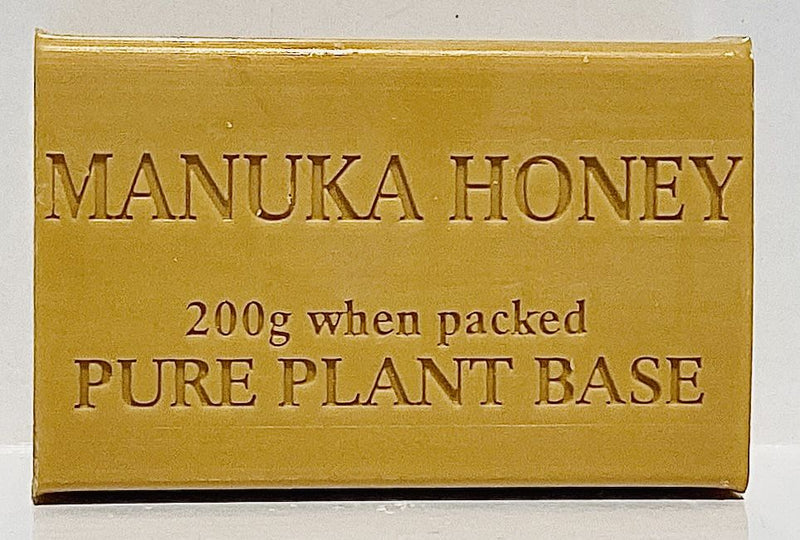 MANUKA HONEY
200g when packed
PURE PLANT BASE